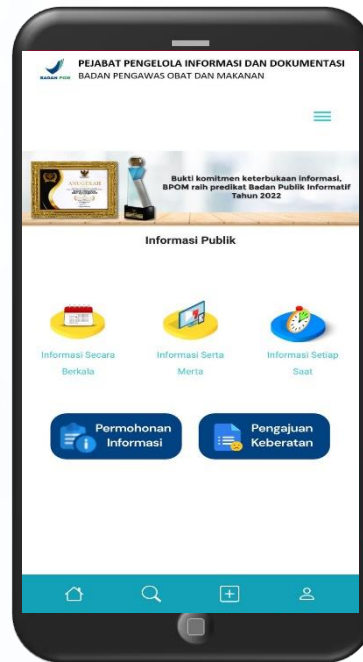 PEJABAT PENGELOLA INFORMASI DAN DOKUMENTASI
BADAN PENGAWAS OBAT DAN MAKANAN
BADAN POM
ANUGERAH
Bukti komitmen keterbukaan informasi,
BPOM raih predikat Badan Publik Informatif
Tahun 2022
Informasi Publik
Informasi Secara
Berkala
Informasi Serta
Merta
Informasi Setiap
Saat
Permohonan
Informasi
Pengajuan
Keberatan